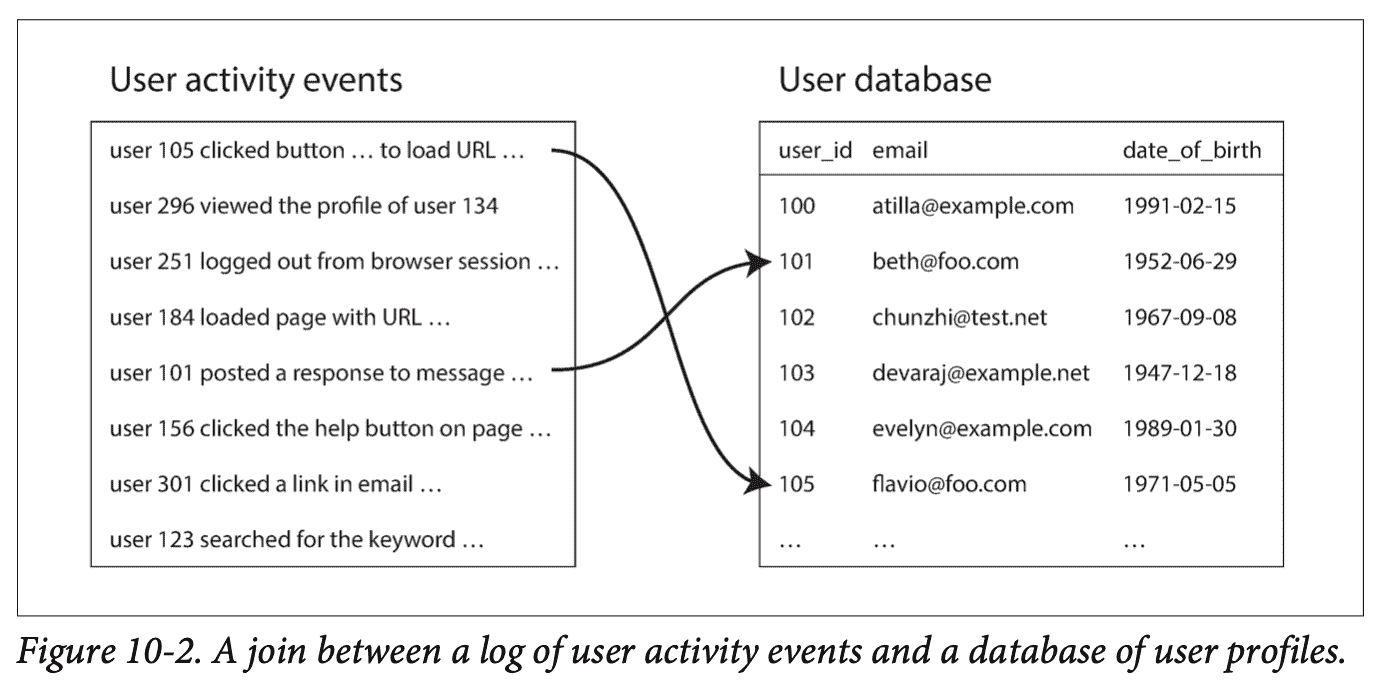 User activity events
user 105 clicked button … to load URL …
user 296 viewed the profile of user 134
user 251 logged out from browser session …
user 184 loaded page with URL …
user 101 posted a response to message …
user 156 clicked the help button on page …
user 301 clicked a link in email …
user 123 searched for the keyword …
User database
user_id email date_of_birth
100 atilla@example.com 1991-02-15
101 beth@foo.com 1952-06-29
102 chunzhi@test.net 1967-09-08
103 devaraj@example.net 1947-12-18
104 evelyn@example.com 1989-01-30
105 flavio@foo.com 1971-05-05
… … …
Figure 10-2. A join between a log of user activity events and a database of user profiles.